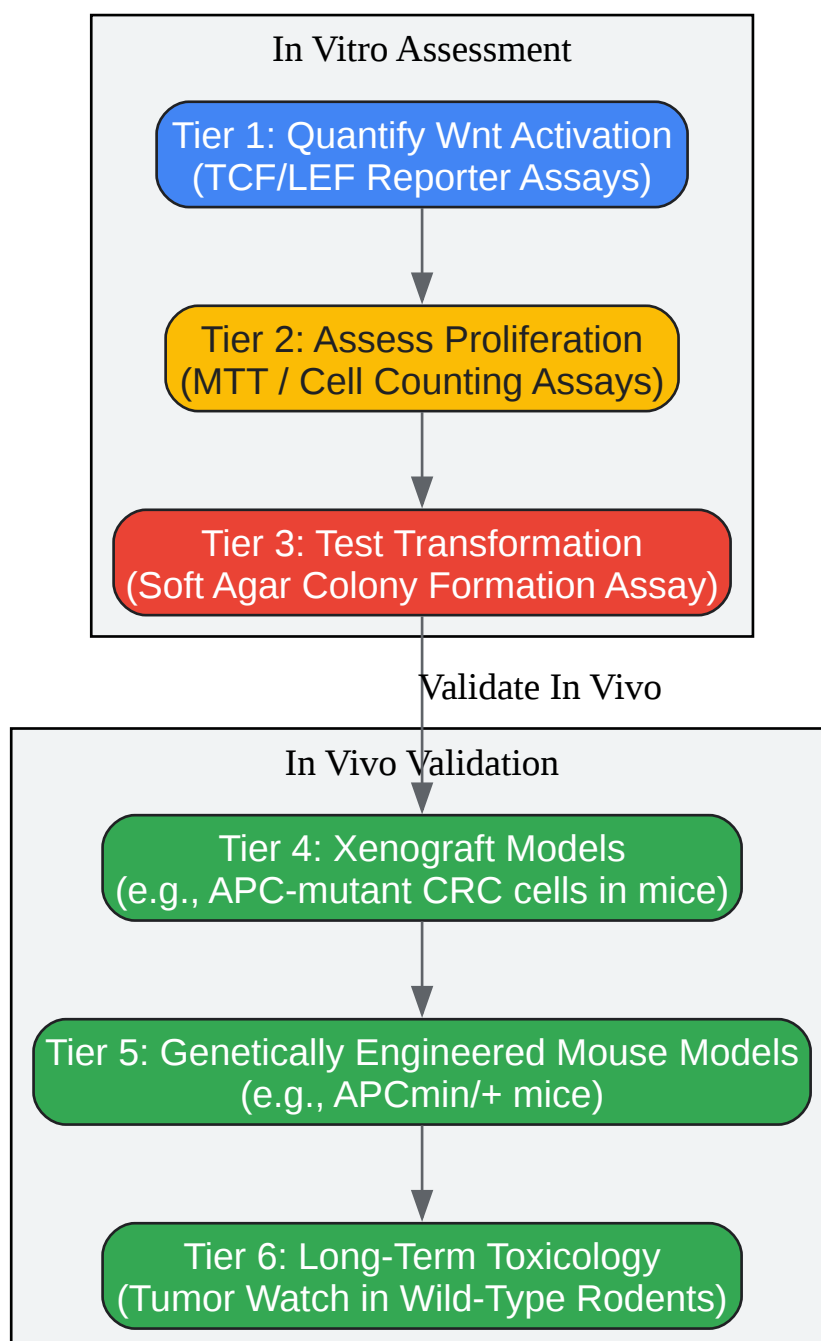 In Vitro Assessment
Tier 1: Quantify Wnt Activation
(TCF/LEF Reporter Assays)
Tier 2: Assess Proliferation
(MTT / Cell Counting Assays)
Tier 3: Test Transformation
(Soft Agar Colony Formation Assay)
Validate In Vivo
In Vivo Validation
Tier 4: Xenograft Models
(e.g., APC-mutant CRC cells in mice)
Tier 5: Genetically Engineered Mouse Models
(e.g., APCmin/+ mice)
Tier 6: Long-Term Toxicology
(Tumor Watch in Wild-Type Rodents)